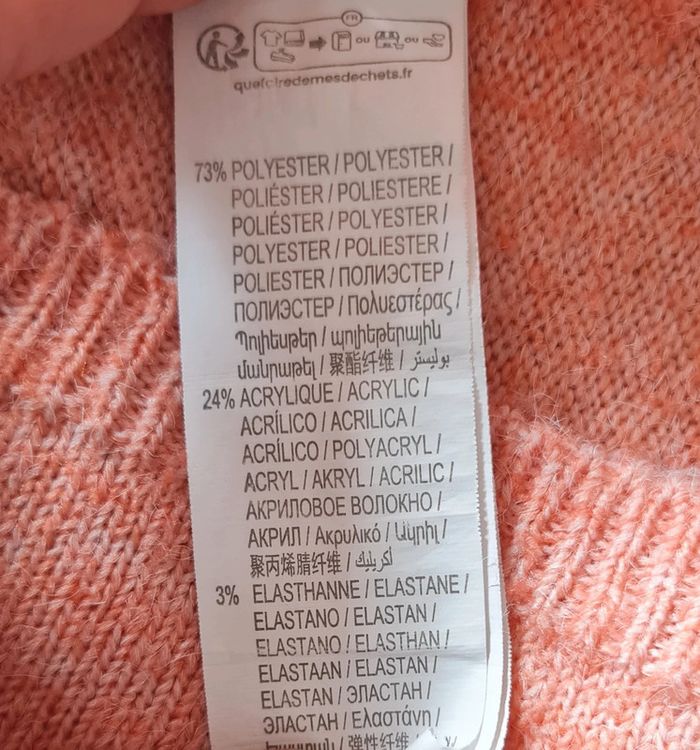 FR
OU OU
quefairedemesdechets.fr
73% POLYESTER / POLYESTER /
POLIÉSTER / POLIESTERE /
POLIÉSTER / POLYESTER /
POLYESTER / POLIESTER /
POLIESTER / ПОЛИЭСТЕР /
ПОЛИЭСТЕР / Πολυεστέρας /
Պոլիեսթեր / պոլիեթերային
մանրաթել / 聚酯纤维 / بوليستر
24% ACRYLIQUE / ACRYLIC /
ACRÍLICO / ACRILICA /
ACRÍLICO / POLYACRYL /
ACRYL / AKRYL / ACRILIC /
АКРИЛОВОЕ ВОЛОКНО /
АКРИЛ / Ακρυλικό / Ակրիլ /
聚丙烯腈纤维 / اكريليك
3% ELASTHANNE / ELASTANE /
ELASTANO / ELASTAN /
ELASTANO / ELASTHAN /
ELASTAAN / ELASTAN /
ELASTAN / ЭЛАСТАН /
ЭЛАСТАН / Ελαστάνη /
弹性纤维 /